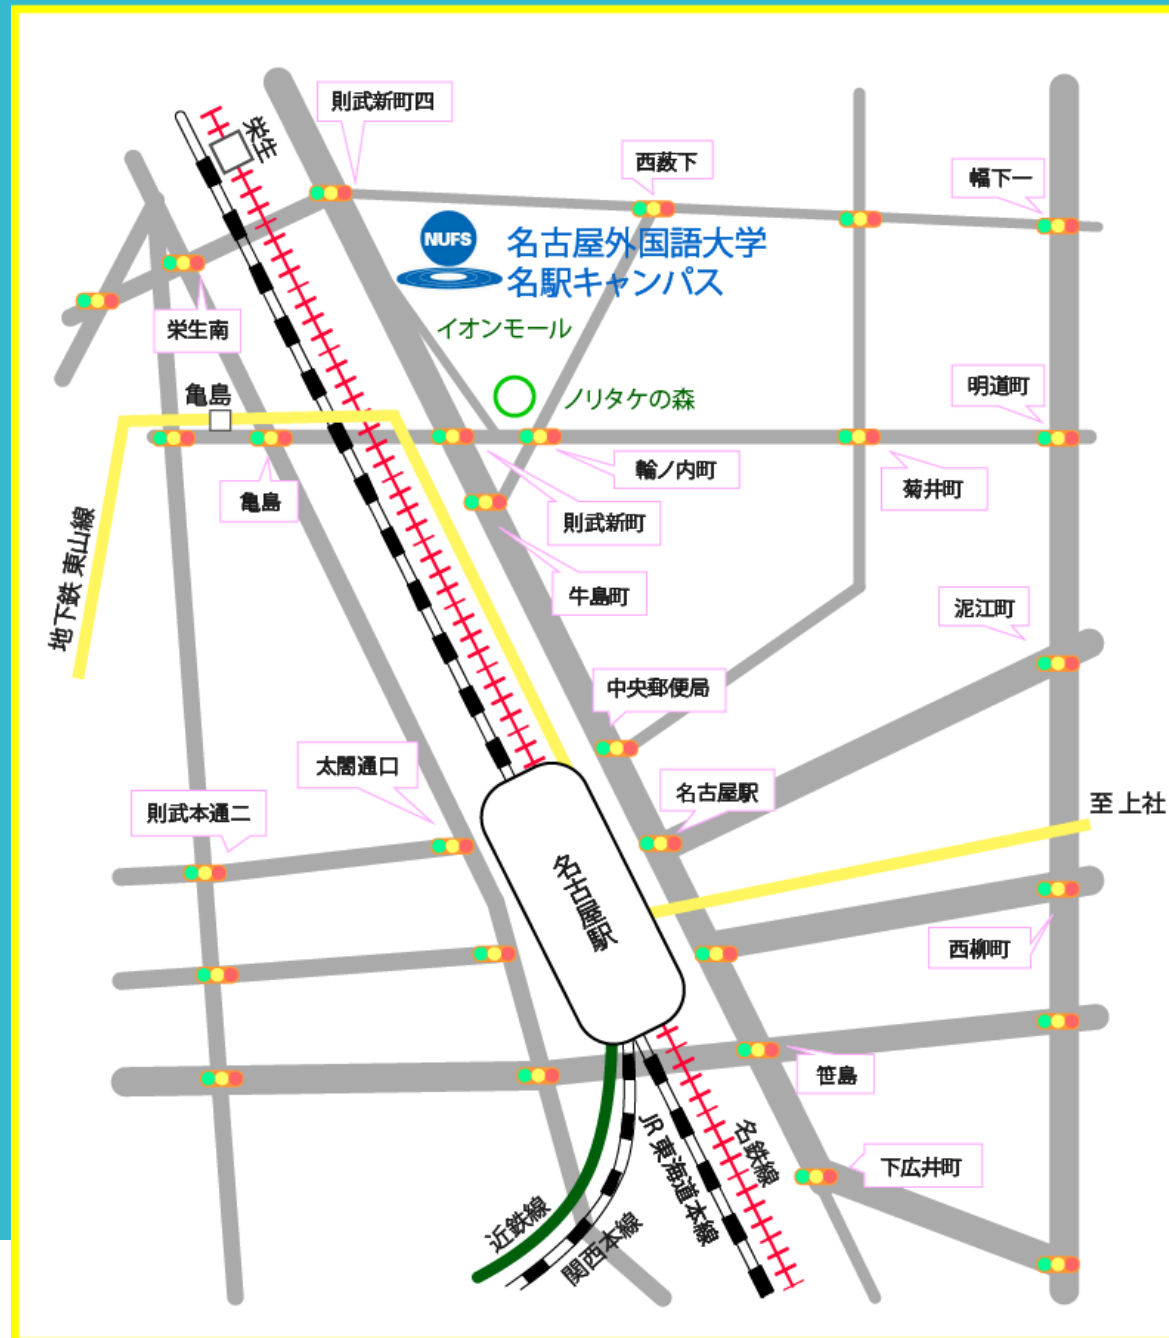 則武新町四
栄生
西薮下
幅下一
NUFS
名古屋外国語大学
名駅キャンパス
栄生南
イオンモール
亀島
ノリタケの森
明道町
輪ノ内町
菊井町
亀島
則武新町
地下鉄 東山線
牛島町
泥江町
中央郵便局
太閤通口
名古屋駅
至 上社
則武本通二
名古屋駅
西柳町
笹島
JR 東海道本線
名鉄線
下広井町
近鉄線
関西本線